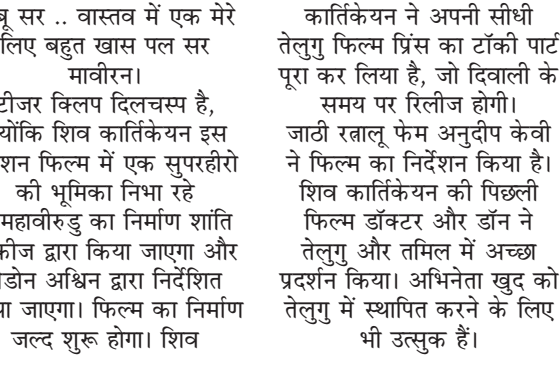 सर .. वास्तव में एक मेरे
लिए बहुत खास पल सर
मावीरन।
टीजर क्लिप दिलचस्प है,
क्योंकि शिव कार्तिकेयन इस
फिल्म में एक सुपरहीरो
की भूमिका निभा रहे
महावीरुडु का निर्माण शांति
द्वारा किया जाएगा और
अश्विन द्वारा निर्देशित
जाएगा। फिल्म का निर्माण
जल्द शुरू होगा। शिव
कार्तिकेयन ने अपनी सीधी
तेलुगु फिल्म प्रिंस का टॉकी पार्ट
पूरा कर लिया है, जो दिवाली के
समय पर रिलीज होगी।
जाठी रत्नालू फेम अनुदीप केवी
ने फिल्म का निर्देशन किया है।
शिव कार्तिकेयन की पिछली
फिल्म डॉक्टर और डॉन ने
तेलुगु और तमिल में अच्छा
प्रदर्शन किया। अभिनेता खुद को
तेलुगु में स्थापित करने के लिए
भी उत्सुक हैं।